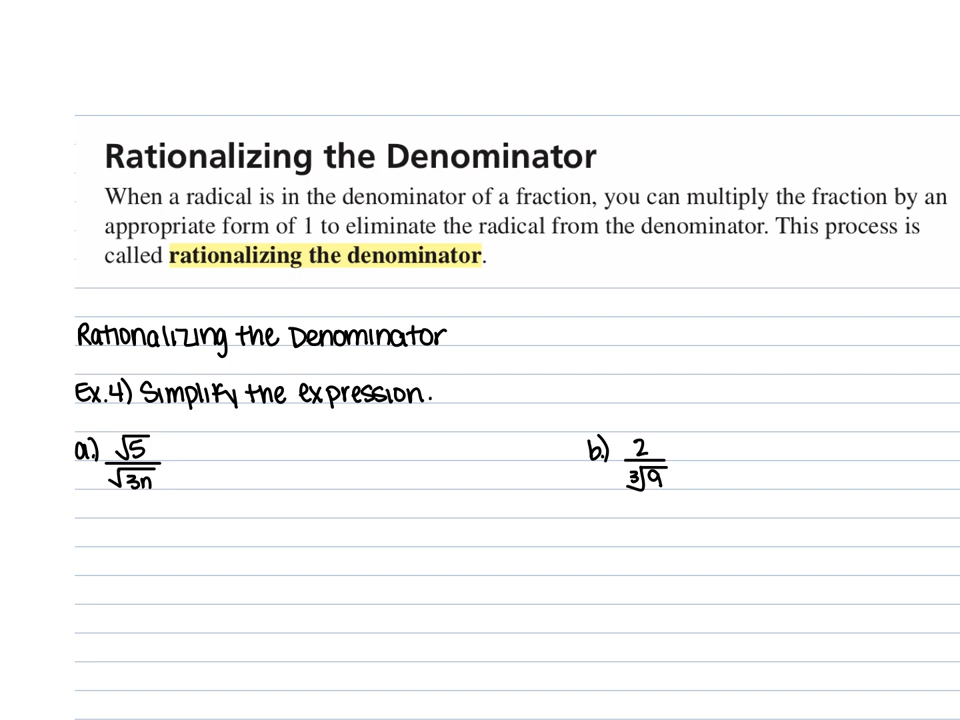 Rationalizing the Denominator
When a radical is in the denominator of a fraction, you can multiply the fraction by an
appropriate form of 1 to eliminate the radical from the denominator. This process is
called rationalizing the denominator.
Rationalizing the Denominator
Ex.4) Simplify the expression.
a.) √5/√3n b.) 2/∛9